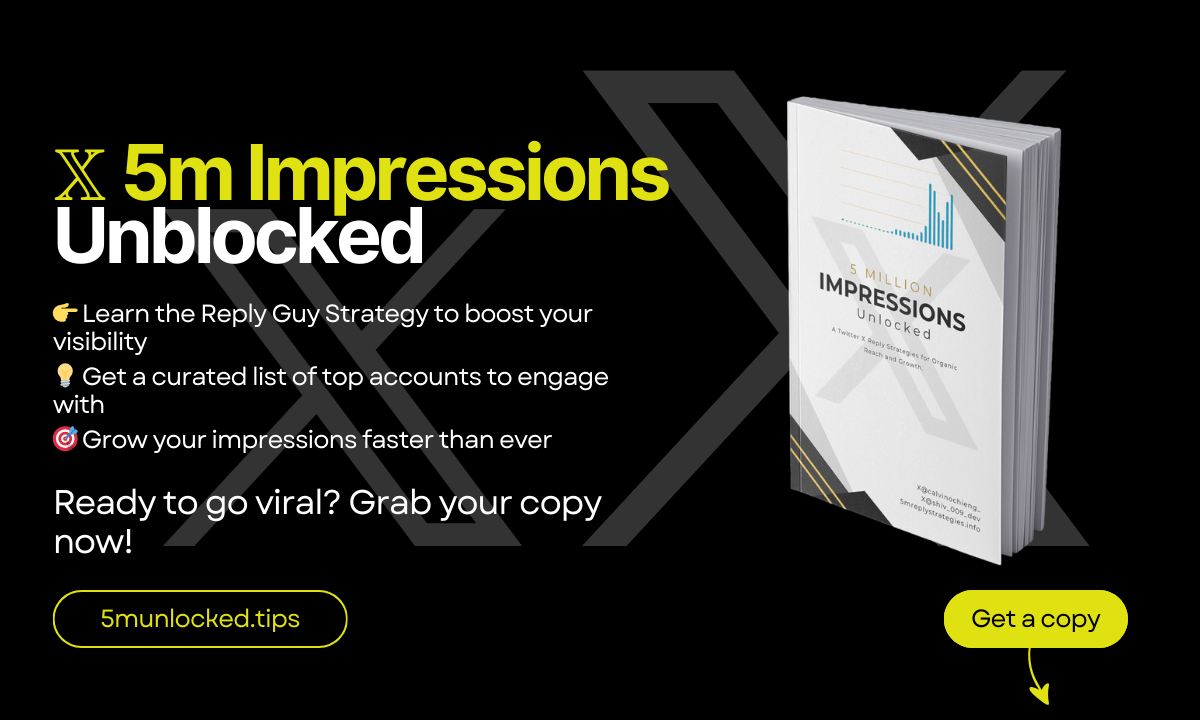 𝕏 5m Impressions
Unblocked
👉 Learn the Reply Guy Strategy to boost your
visibility
💡 Get a curated list of top accounts to engage
with
🎯 Grow your impressions faster than ever
Ready to go viral? Grab your copy
now!
5munlocked.tips
5 MILLION
IMPRESSIONS
Unlocked
A Twitter X Reply Strategies for Organic
Reach and Growth
X@calvinochieng_
X@shiv_009_dev
5mreplystrategies.info
Get a copy